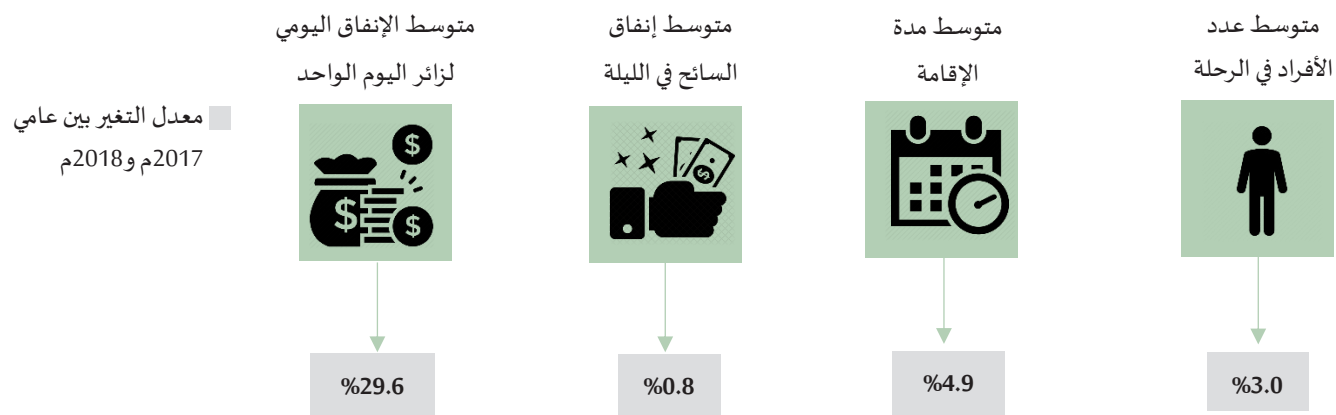 متوسط عدد
الأفراد في الرحلة
متوسط مدة
الإقامة
متوسط إنفاق
السائح في الليلة
متوسط الإنفاق اليومي
لزائر اليوم الواحد
معدل التغير بين عامي
2017م و2018م
%3.0
%4.9
%0.8
%29.6